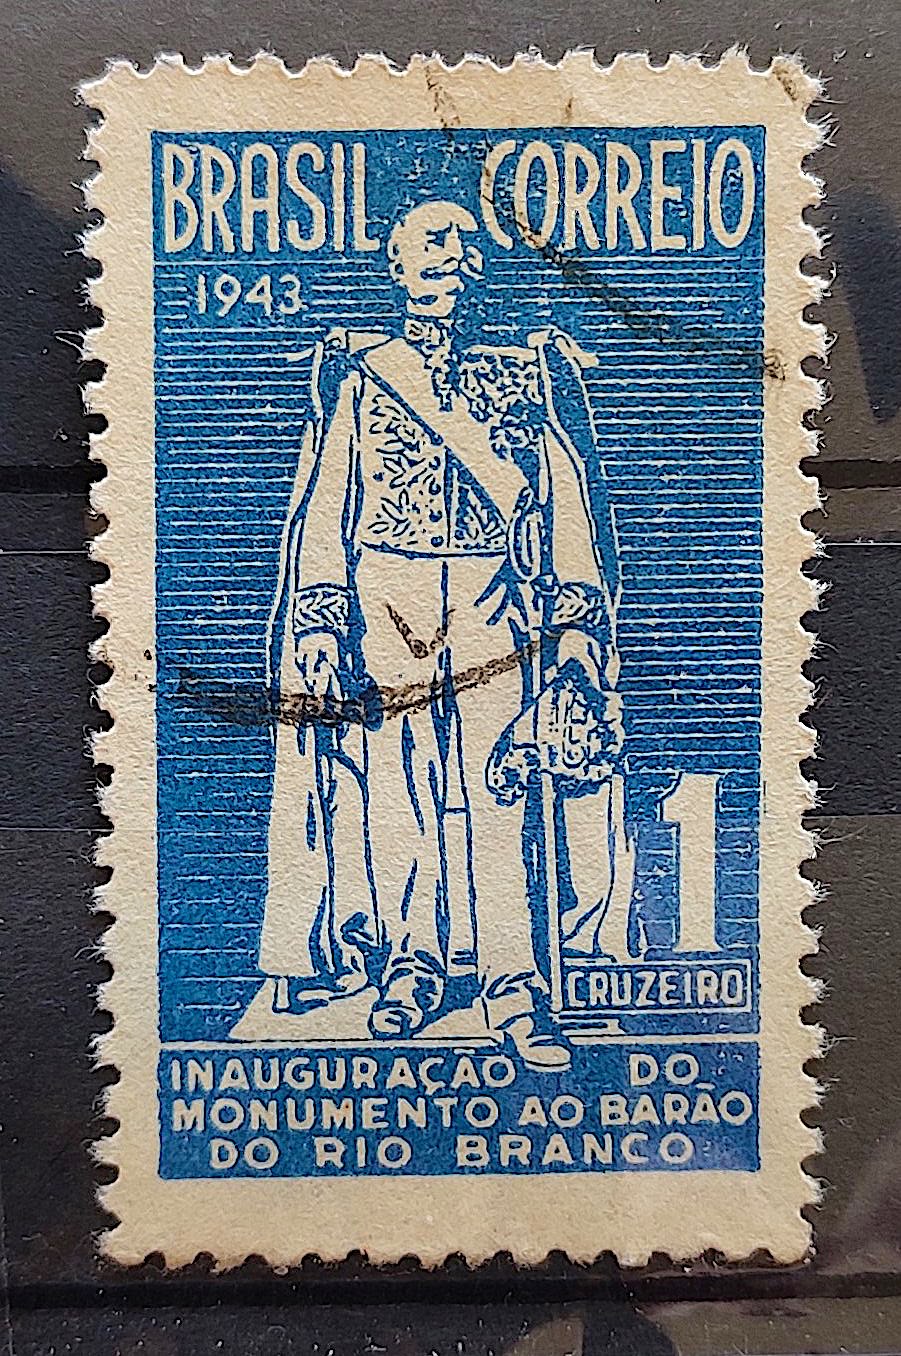 BRASIL CORREIO
1943
1
CRUZEIRO
INAUGURAÇÃO DO
MONUMENTO AO BARÃO
DO RIO BRANCO